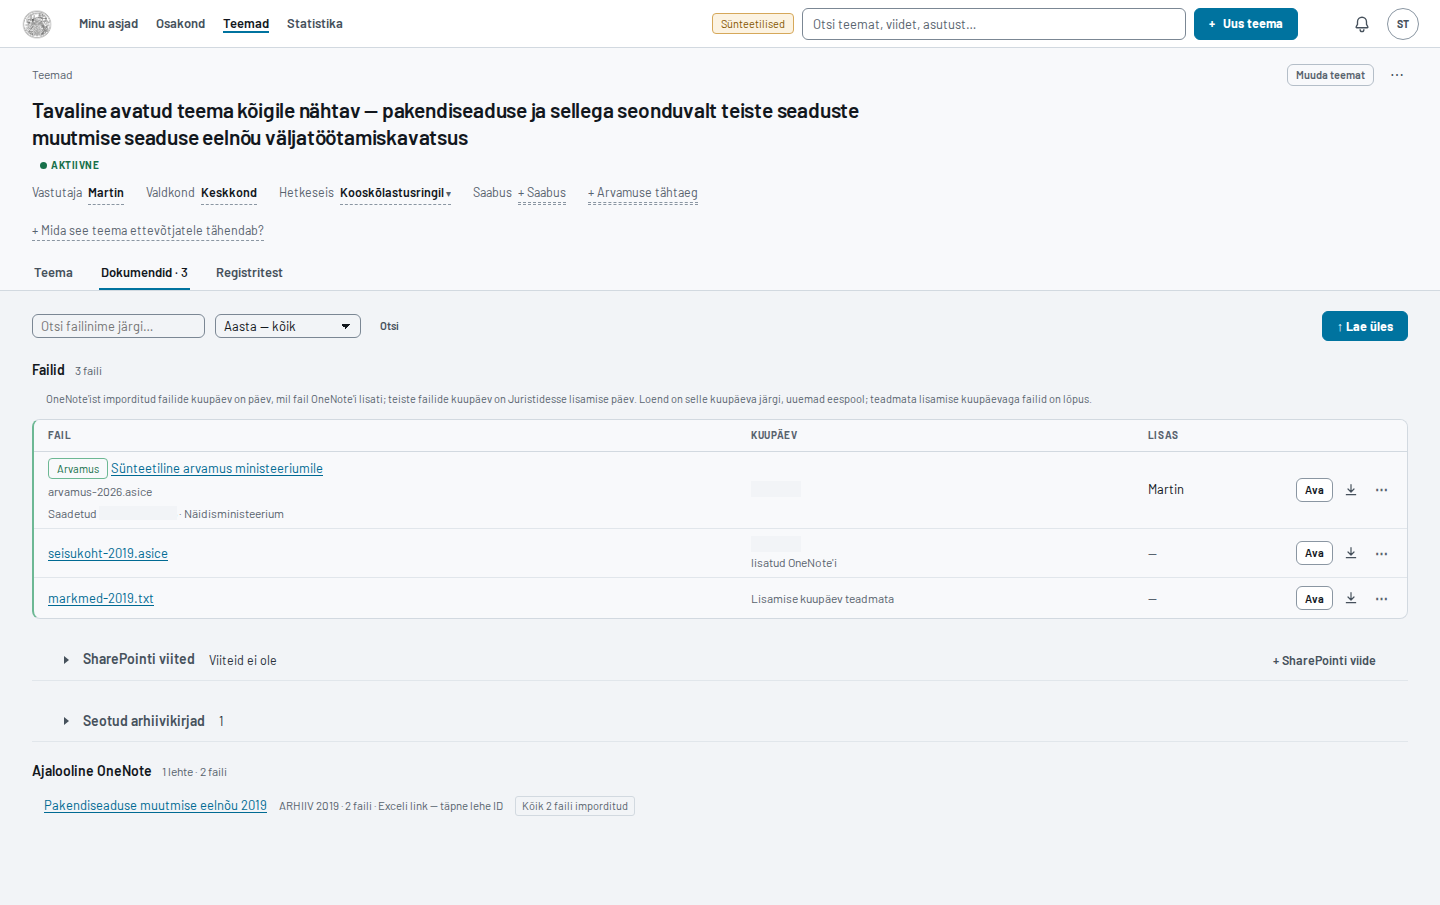 Minu asjad Osakond Teemad Statistika Sünteetilised Otsi teemat, viidet, asutust... + Uus teema ST
Teemad Muuda teemat ···
Tavaline avatud teema kõigile nähtav — pakendiseaduse ja sellega seonduvalt teiste seaduste
muutmise seaduse eelnõu väljatöötamiskavatsus
AKTIIVNE
Vastutaja Martin Valdkond Keskkond Hetkeseis Kooskõlastusringil ▾ Saabus + Saabus + Arvamuse tähtaeg
+ Mida see teema ettevõtjatele tähendab?
Teema Dokumendid · 3 Registritest
Otsi failinime järgi... Aasta — kõik Otsi ↑ Lae üles
Failid 3 faili
OneNote'ist imporditud failide kuupäev on päev, mil fail OneNote'i lisati; teiste failide kuupäev on Juristidesse lisamise päev. Loend on selle kuupäeva järgi, uuemad eespool; teadmata lisamise kuupäevaga failid on lõpus.
FAIL KUUPÄEV LISAS
Arvamus Sünteetiline arvamus ministeeriumile
arvamus-2026.asice Martin Ava ···
Saadetud · Näidisministeerium
seisukoht-2019.asice — Ava ···
lisatud OneNote'i
markmed-2019.txt Lisamise kuupäev teadmata — Ava ···
SharePointi viited Viiteid ei ole + SharePointi viide
Seotud arhiivikirjad 1
Ajalooline OneNote 1 lehte · 2 faili
Pakendiseaduse muutmise eelnõu 2019 ARHIIV 2019 · 2 faili · Exceli link — täpne lehe ID Kõik 2 faili imporditud